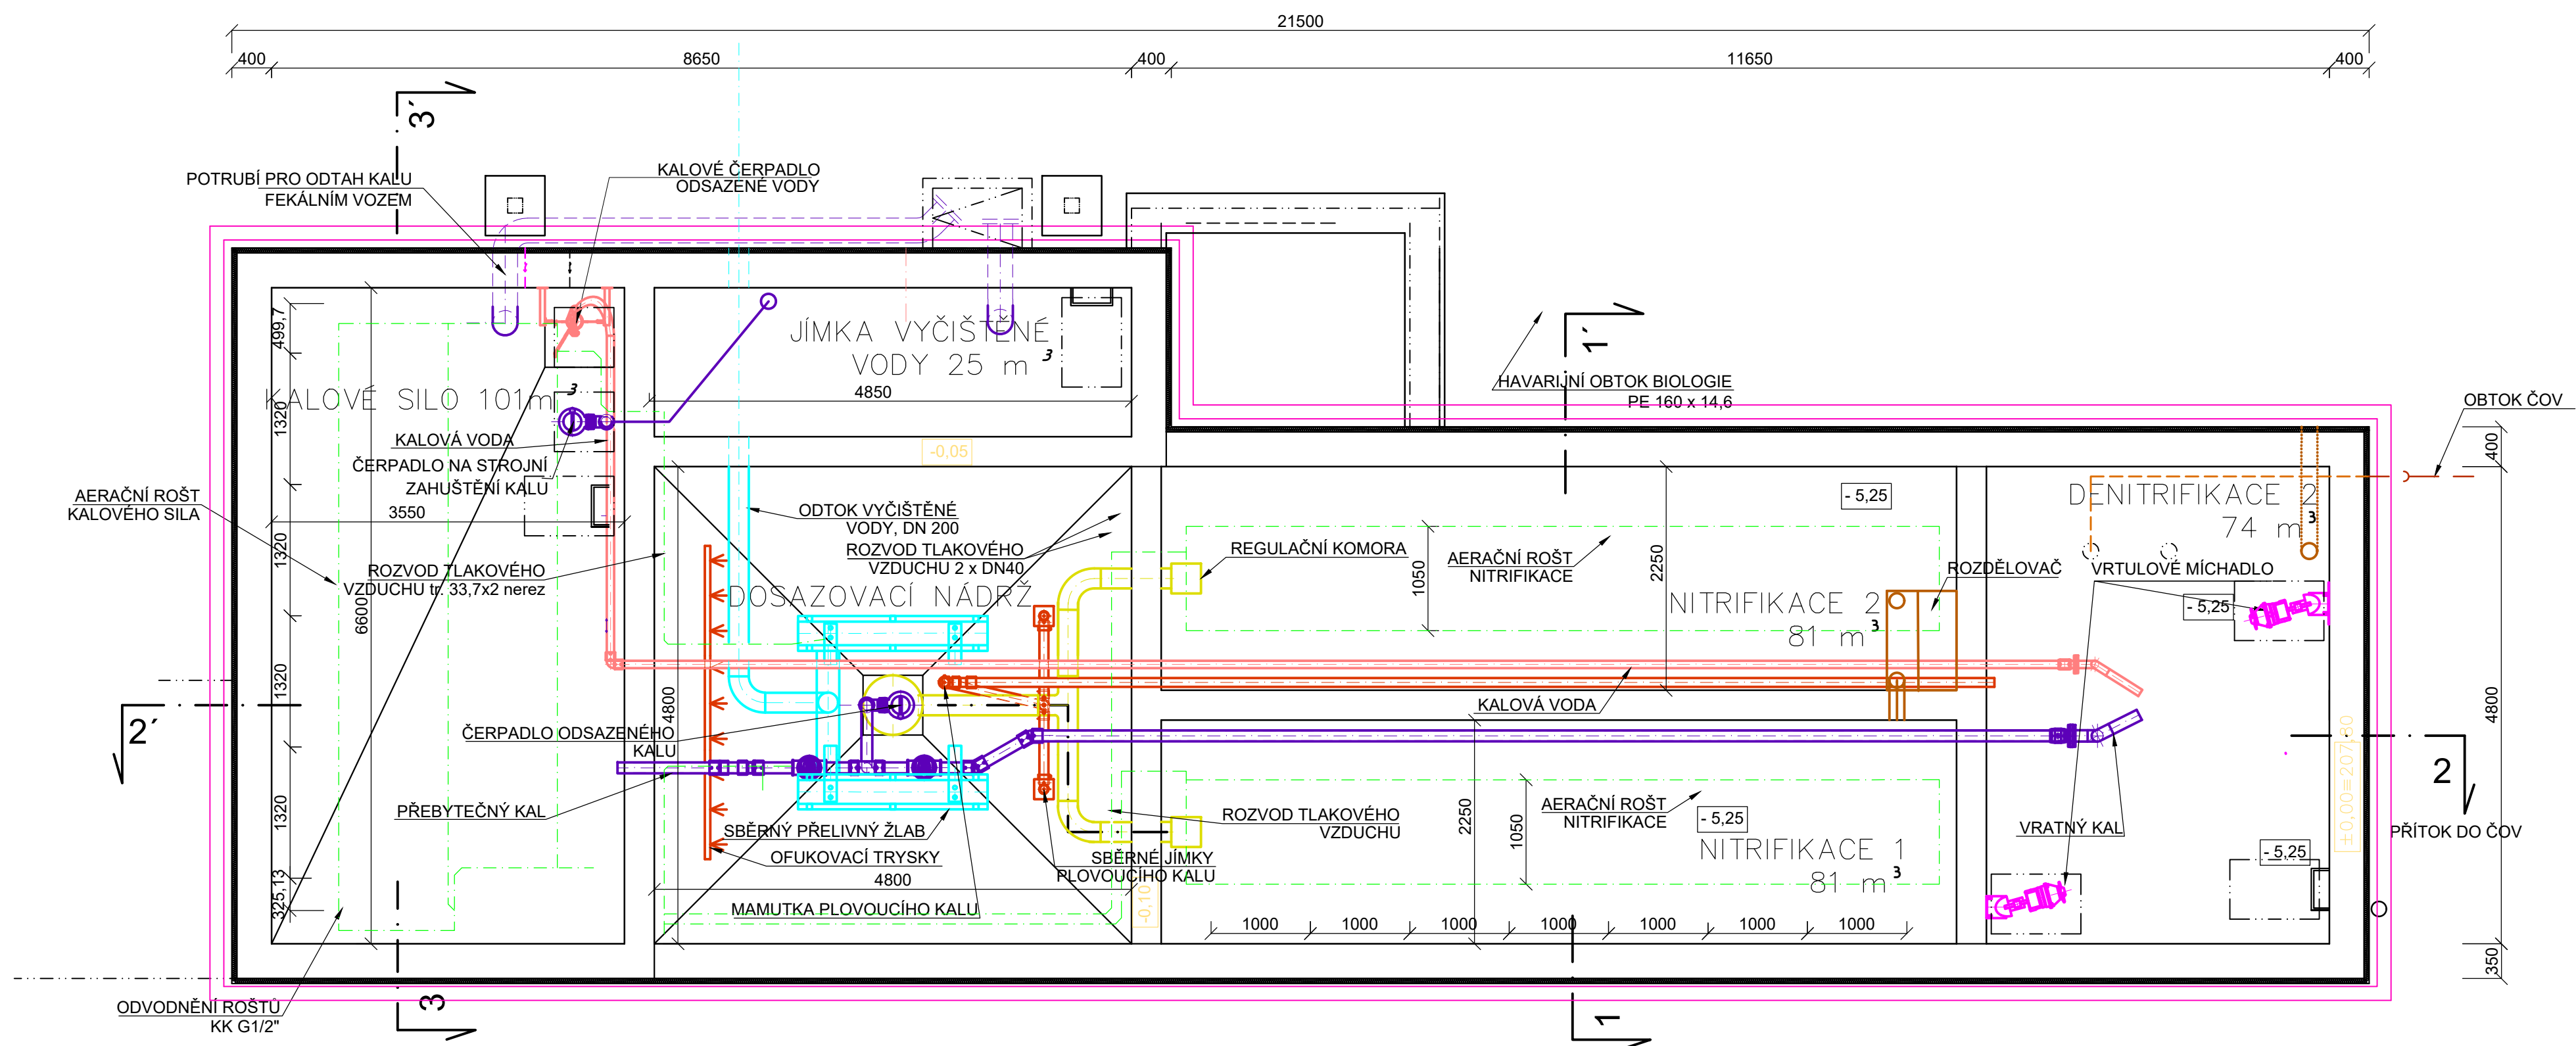 21500
400
8650
400
11650
400
3´
POTRUBÍ PRO ODTAH KALU
FEKÁLNÍM VOZEM
KALOVÉ ČERPADLO
ODSAZENÉ VODY
1´
JÍMKA VYČIŠTĚNÉ
VODY 25 m3
4850
499,7
KALOVÉ SILO 101m3
1320
HAVARIJNÍ OBTOK BIOLOGIE
PE 160 x 14,6
OBTOK ČOV
KALOVÁ VODA
-0,05
400
ČERPADLO NA STROJNÍ
ZAHUŠTĚNÍ KALU
AERAČNÍ ROŠT
KALOVÉHO SILA
3550
ODTOK VYČIŠTĚNÉ
VODY, DN 200
- 5,25
DENITRIFIKACE 2
74 m3
1320
ROZVOD TLAKOVÉHO
VZDUCHU 2 x DN40
REGULAČNÍ KOMORA
AERAČNÍ ROŠT
NITRIFIKACE
1050
2250
ROZDĚLOVAČ
VRTULOVÉ MÍCHADLO
ROZVOD TLAKOVÉHO
VZDUCHU tr. 33,7x2 nerez
DOSAZOVACÍ NÁDRŽ
NITRIFIKACE 2
81 m3
- 5,25
6600
1320
4800
KALOVÁ VODA
4800
2´
ČERPADLO ODSAZENÉHO
KALU
±0,00=207,80
2
1320
PŘEBYTEČNÝ KAL
SBĚRNÝ PŘELIVNÝ ŽLAB
ROZVOD TLAKOVÉHO
VZDUCHU
2250
1050
AERAČNÍ ROŠT
NITRIFIKACE
- 5,25
VRATNÝ KAL
PŘÍTOK DO ČOV
OFUKOVACÍ TRYSKY
SBĚRNÉ JÍMKY
PLOVOUCÍHO KALU
NITRIFIKACE 1
81 m3
- 5,25
4800
325,13
MAMUTKA PLOVOUCÍHO KALU
-0,10
1000
1000
1000
1000
1000
1000
1000
350
ODVODNĚNÍ ROŠTŮ
KK G1/2"
3
1